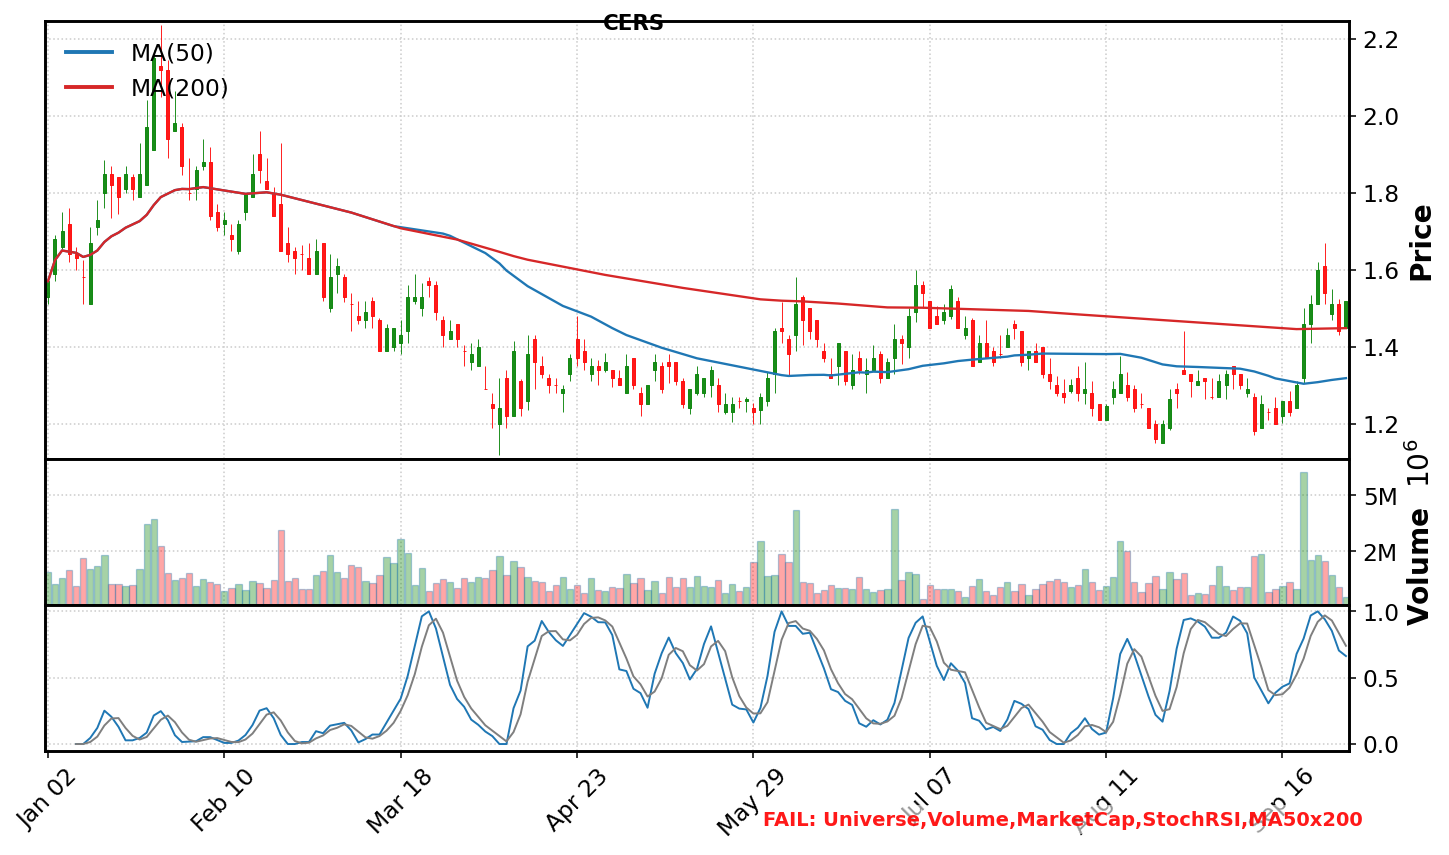 CERS
MA(50)
MA(200)
2.2
2.0
1.8
1.6
1.4
1.2
Price
5M
2M
Volume 10^6
1.0
0.5
0.0
Jan 02
Feb 10
Mar 18
Apr 23
May 29
Jul 07
Aug 11
Sep 16
FAIL: Universe,Volume,MarketCap,StochRSI,MA50x200